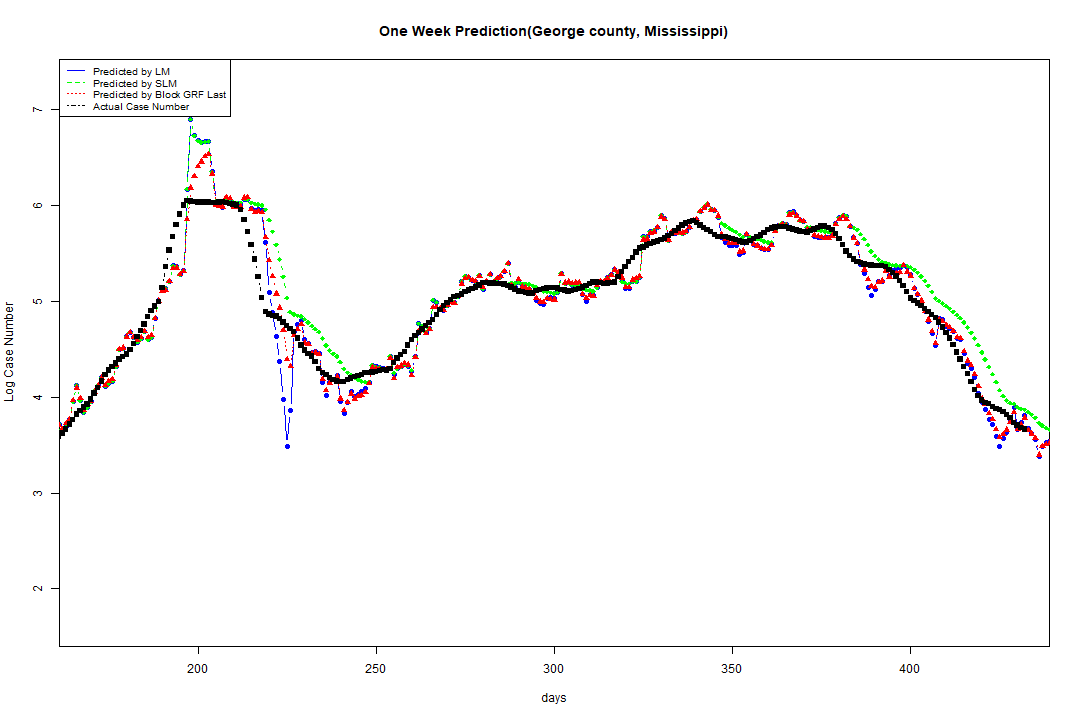 One Week Prediction(George county, Mississippi)
Predicted by LM
Predicted by SLM
Predicted by Block GRF Last
Actual Case Number
7
6
5
4
3
2
Log Case Number
200 250 300 350 400
days